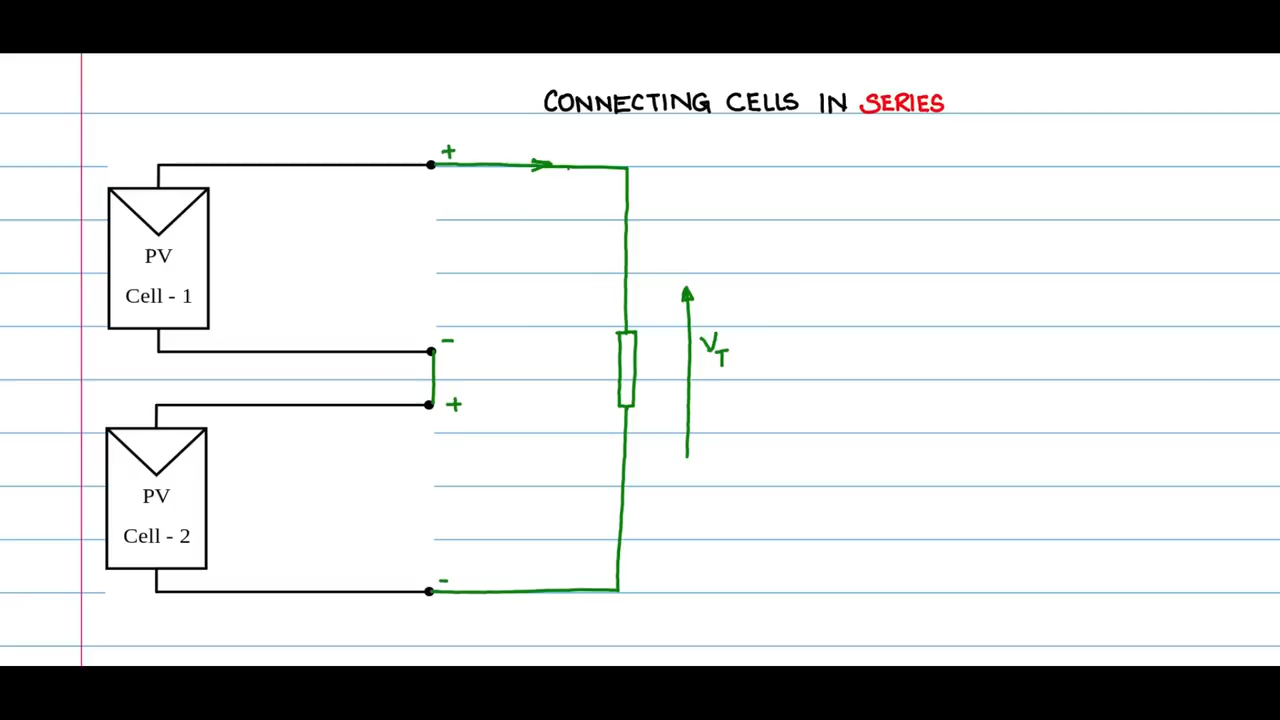 CONNECTING CELLS IN SERIES
+
PV
Cell - 1
-
+
V_T
PV
Cell - 2
-